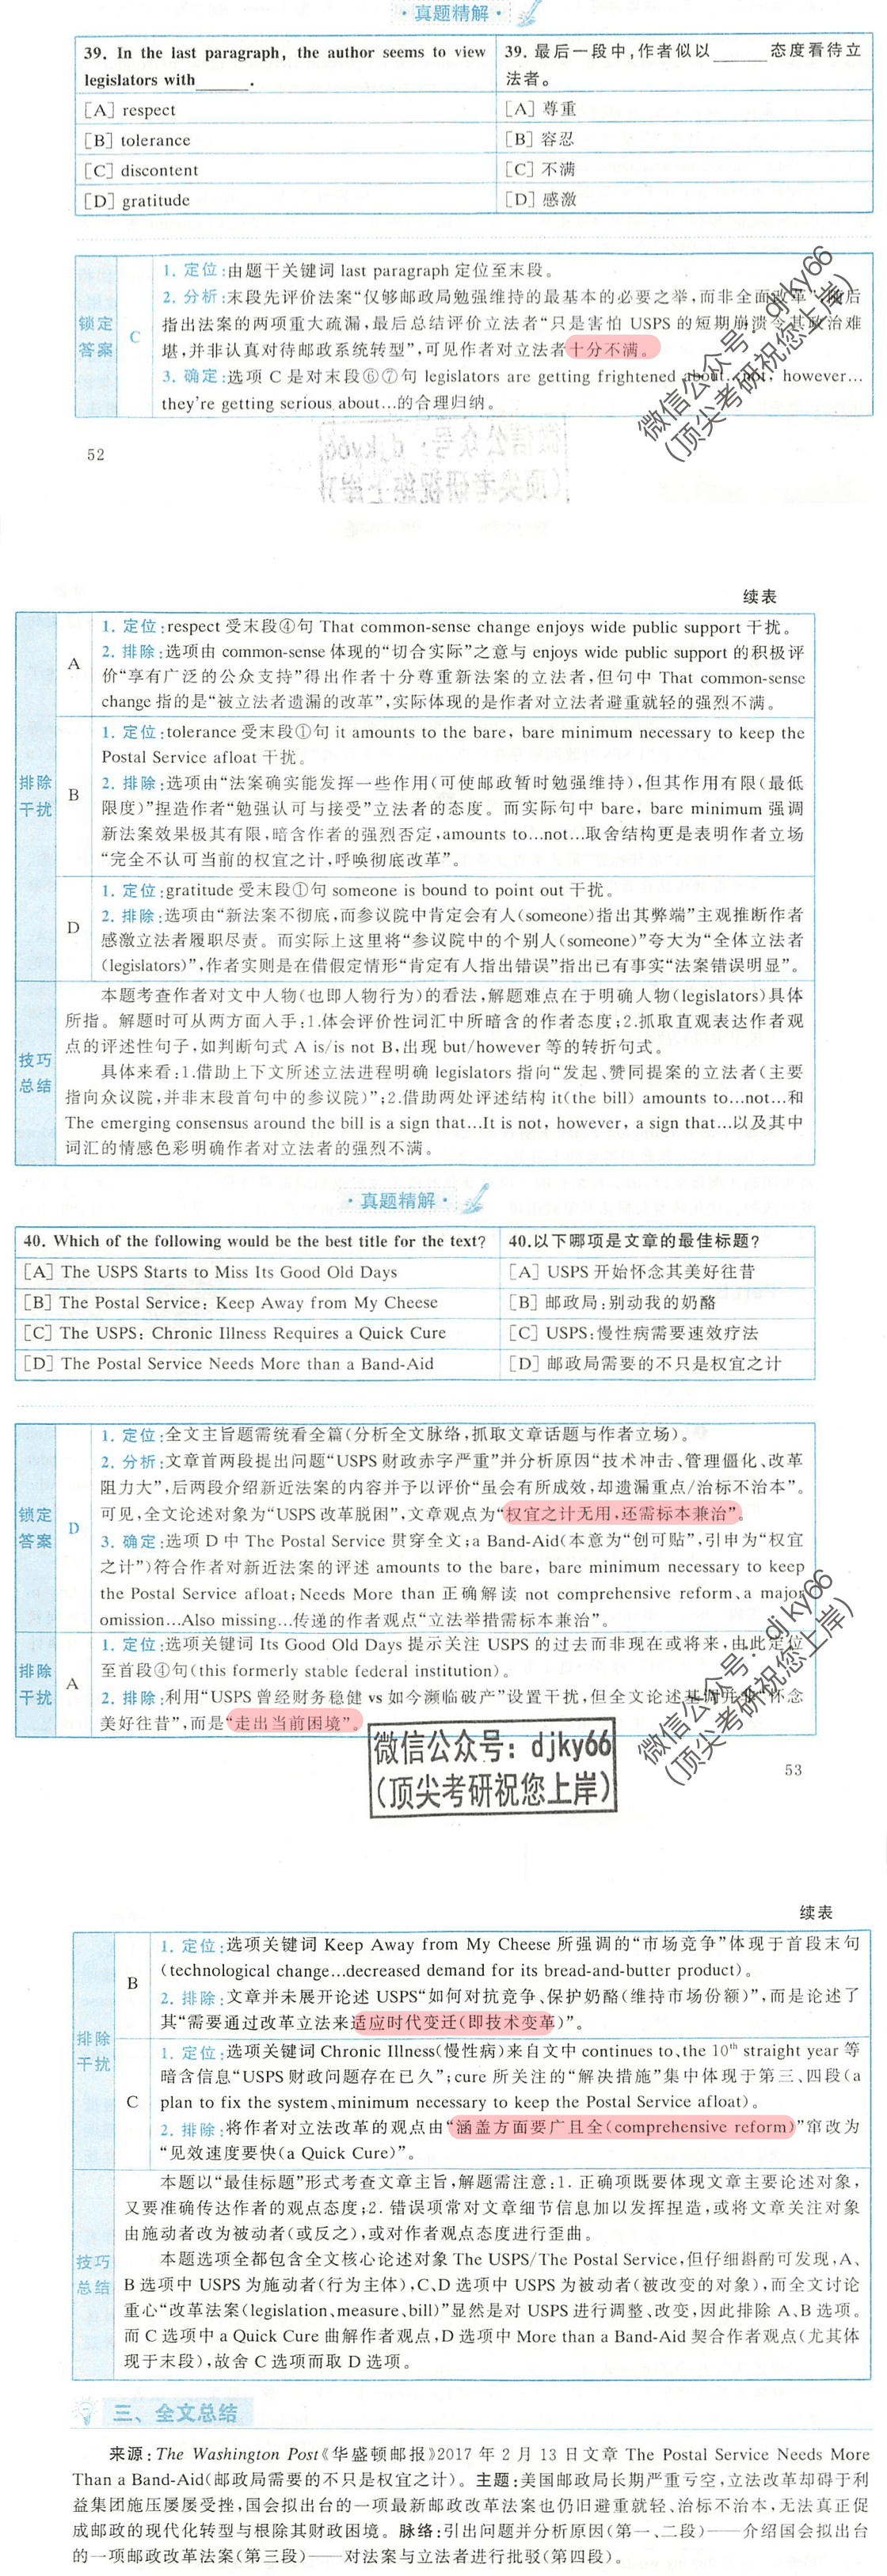 ·真题精解·
39. In the last paragraph, the author seems to view legislators with______.
39. 最后一段中,作者似以______态度看待立法者。
[A] respect
[A] 尊重
[B] tolerance
[B] 容忍
[C] discontent
[C] 不满
[D] gratitude
[D] 感激
锁定答案
C
1. 定位:由题干关键词 last paragraph 定位至末段。
2. 分析:末段先评价法案“仅够邮政局勉强维持的最基本的必要之举,而非全面改革”,随后
指出法案的两项重大疏漏,最后总结评价立法者“只是害怕 USPS 的短期崩溃令其政治难
堪,并非认真对待邮政系统转型”,可见作者对立法者十分不满。
3. 确定:选项 C 是对末段⑥⑦句 legislators are getting frightened about...not, however...
they're getting serious about...的合理归纳。
微信公众号: djky66
(顶尖考研祝您上岸)
52
续表
排除干扰
A
1. 定位:respect 受末段④句 That common-sense change enjoys wide public support 干扰。
2. 排除:选项由 common-sense 体现的“切合实际”之意与 enjoys wide public support 的积极评
价“享有广泛的公众支持”得出作者十分尊重新法案的立法者,但句中 That common-sense
change 指的是“被立法者遗漏的改革”,实际体现的是作者对立法者避重就轻的强烈不满。
B
1. 定位:tolerance 受末段①句 it amounts to the bare, bare minimum necessary to keep the
Postal Service afloat 干扰。
2. 排除:选项由“法案确实能发挥一些作用(可使邮政暂时勉强维持),但其作用有限(最低
限度)”捏造作者“勉强认可与接受”立法者的态度。而实际句中 bare, bare minimum 强调
新法案效果极其有限,暗含作者的强烈否定,amounts to...not...取舍结构更是表明作者立场
“完全不认可当前的权宜之计,呼唤彻底改革”。
D
1. 定位:gratitude 受末段①句 someone is bound to point out 干扰。
2. 排除:选项由“新法案不彻底,而参议院中肯定会有人(someone)指出其弊端”主观推断作者
感激立法者履职尽责。而实际上这里将“参议院中的个别人(someone)”夸大为“全体立法者
(legislators)”,作者实则是在借假定情形“肯定有人指出错误”指出已有事实“法案错误明显”。
技巧总结
本题考查作者对文中人物(也即人物行为)的看法,解题难点在于明确人物(legislators)具体
所指。解题时可从两方面入手:1.体会评价性词汇中所暗含的作者态度;2.抓取直观表达作者观
点的评述性句子,如判断句式 A is/is not B,出现 but/however 等的转折句式。
具体来看:1.借助上下文所述立法进程明确 legislators 指向“发起、赞同提案的立法者(主要
指向众议院,并非末段首句中的参议院)”;2.借助两处评述结构 it(the bill) amounts to...not...和
The emerging consensus around the bill is a sign that...It is not, however, a sign that...以及其中
词汇的情感色彩明确作者对立法者的强烈不满。
·真题精解·
40. Which of the following would be the best title for the text?
40.以下哪项是文章的最佳标题?
[A] The USPS Starts to Miss Its Good Old Days
[A] USPS 开始怀念其美好往昔
[B] The Postal Service: Keep Away from My Cheese
[B] 邮政局:别动我的奶酪
[C] The USPS: Chronic Illness Requires a Quick Cure
[C] USPS:慢性病需要速效疗法
[D] The Postal Service Needs More than a Band-Aid
[D] 邮政局需要的不只是权宜之计
锁定答案
D
1. 定位:全文主旨题需统看全篇(分析全文脉络,抓取文章话题与作者立场)。
2. 分析:文章首两段提出问题“USPS 财政赤字严重”并分析原因“技术冲击、管理僵化、改革
阻力大”,后两段介绍新近法案的内容并予以评价“虽会有所成效,却遗漏重点/治标不治本”。
可见,全文论述对象为“USPS 改革脱困”,文章观点为“权宜之计无用,还需标本兼治”。
3. 确定:选项 D 中 The Postal Service 贯穿全文;a Band-Aid(本意为“创可贴”,引申为“权宜
之计”)符合作者对新近法案的评述 amounts to the bare, bare minimum necessary to keep
the Postal Service afloat;Needs More than 正确解读 not comprehensive reform、a major
omission...Also missing...传递的作者观点“立法举措需标本兼治”。
排除干扰
A
1. 定位:选项关键词 Its Good Old Days 提示关注 USPS 的过去而非现在或将来,由此定位
至首段④句(this formerly stable federal institution)。
2. 排除:利用“USPS 曾经财务稳健 vs 如今濒临破产”设置干扰,但全文论述基调并非“怀念
美好往昔”,而是“走出当前困境”。
微信公众号: djky66
(顶尖考研祝您上岸)
微信公众号: djky66
(顶尖考研祝您上岸)
53
续表
排除干扰
B
1. 定位:选项关键词 Keep Away from My Cheese 所强调的“市场竞争”体现于首段末句
(technological change...decreased demand for its bread-and-butter product)。
2. 排除:文章并未展开论述 USPS“如何对抗竞争、保护奶酪(维持市场份额)”,而是论述了
其“需要通过改革立法来适应时代变迁(即技术变革)”。
C
1. 定位:选项关键词 Chronic Illness(慢性病)来自文中 continues to、the 10th straight year 等
暗含信息“USPS 财政问题存在已久”;cure 所关注的“解决措施”集中体现于第三、四段(a
plan to fix the system、minimum necessary to keep the Postal Service afloat)。
2. 排除:将作者对立法改革的观点由“涵盖方面要广且全(comprehensive reform)”窜改为
“见效速度要快(a Quick Cure)”。
技巧总结
本题以“最佳标题”形式考查文章主旨,解题需注意:1. 正确项既要体现文章主要论述对象,
又要准确传达作者的观点态度;2. 错误项常对文章细节信息加以发挥捏造,或将文章关注对象
由施动者改为被动者(或反之),或对作者观点态度进行歪曲。
本题选项全都包含全文核心论述对象 The USPS/The Postal Service,但仔细斟酌可发现,A、
B 选项中 USPS 为施动者(行为主体),C、D 选项中 USPS 为被动者(被改变的对象),而全文讨论
重心“改革法案(legislation、measure、bill)”显然是对 USPS 进行调整、改变,因此排除 A、B 选项。
而 C 选项中 a Quick Cure 曲解作者观点,D 选项中 More than a Band-Aid 契合作者观点(尤其体
现于末段),故舍 C 选项而取 D 选项。
三、全文总结
来源:The Washington Post《华盛顿邮报》2017 年 2 月 13 日文章 The Postal Service Needs More
Than a Band-Aid(邮政局需要的不只是权宜之计)。主题:美国邮政局长期严重亏空,立法改革却碍于利
益集团施压屡屡受挫,国会拟出台的一项最新邮政改革法案也仍旧避重就轻、治标不治本,无法真正促
成邮政的现代化转型与根除其财政困境。脉络:引出问题并分析原因(第一、二段)——介绍国会拟出台
的一项邮政改革法案(第三段)——对法案与立法者进行批驳(第四段)。